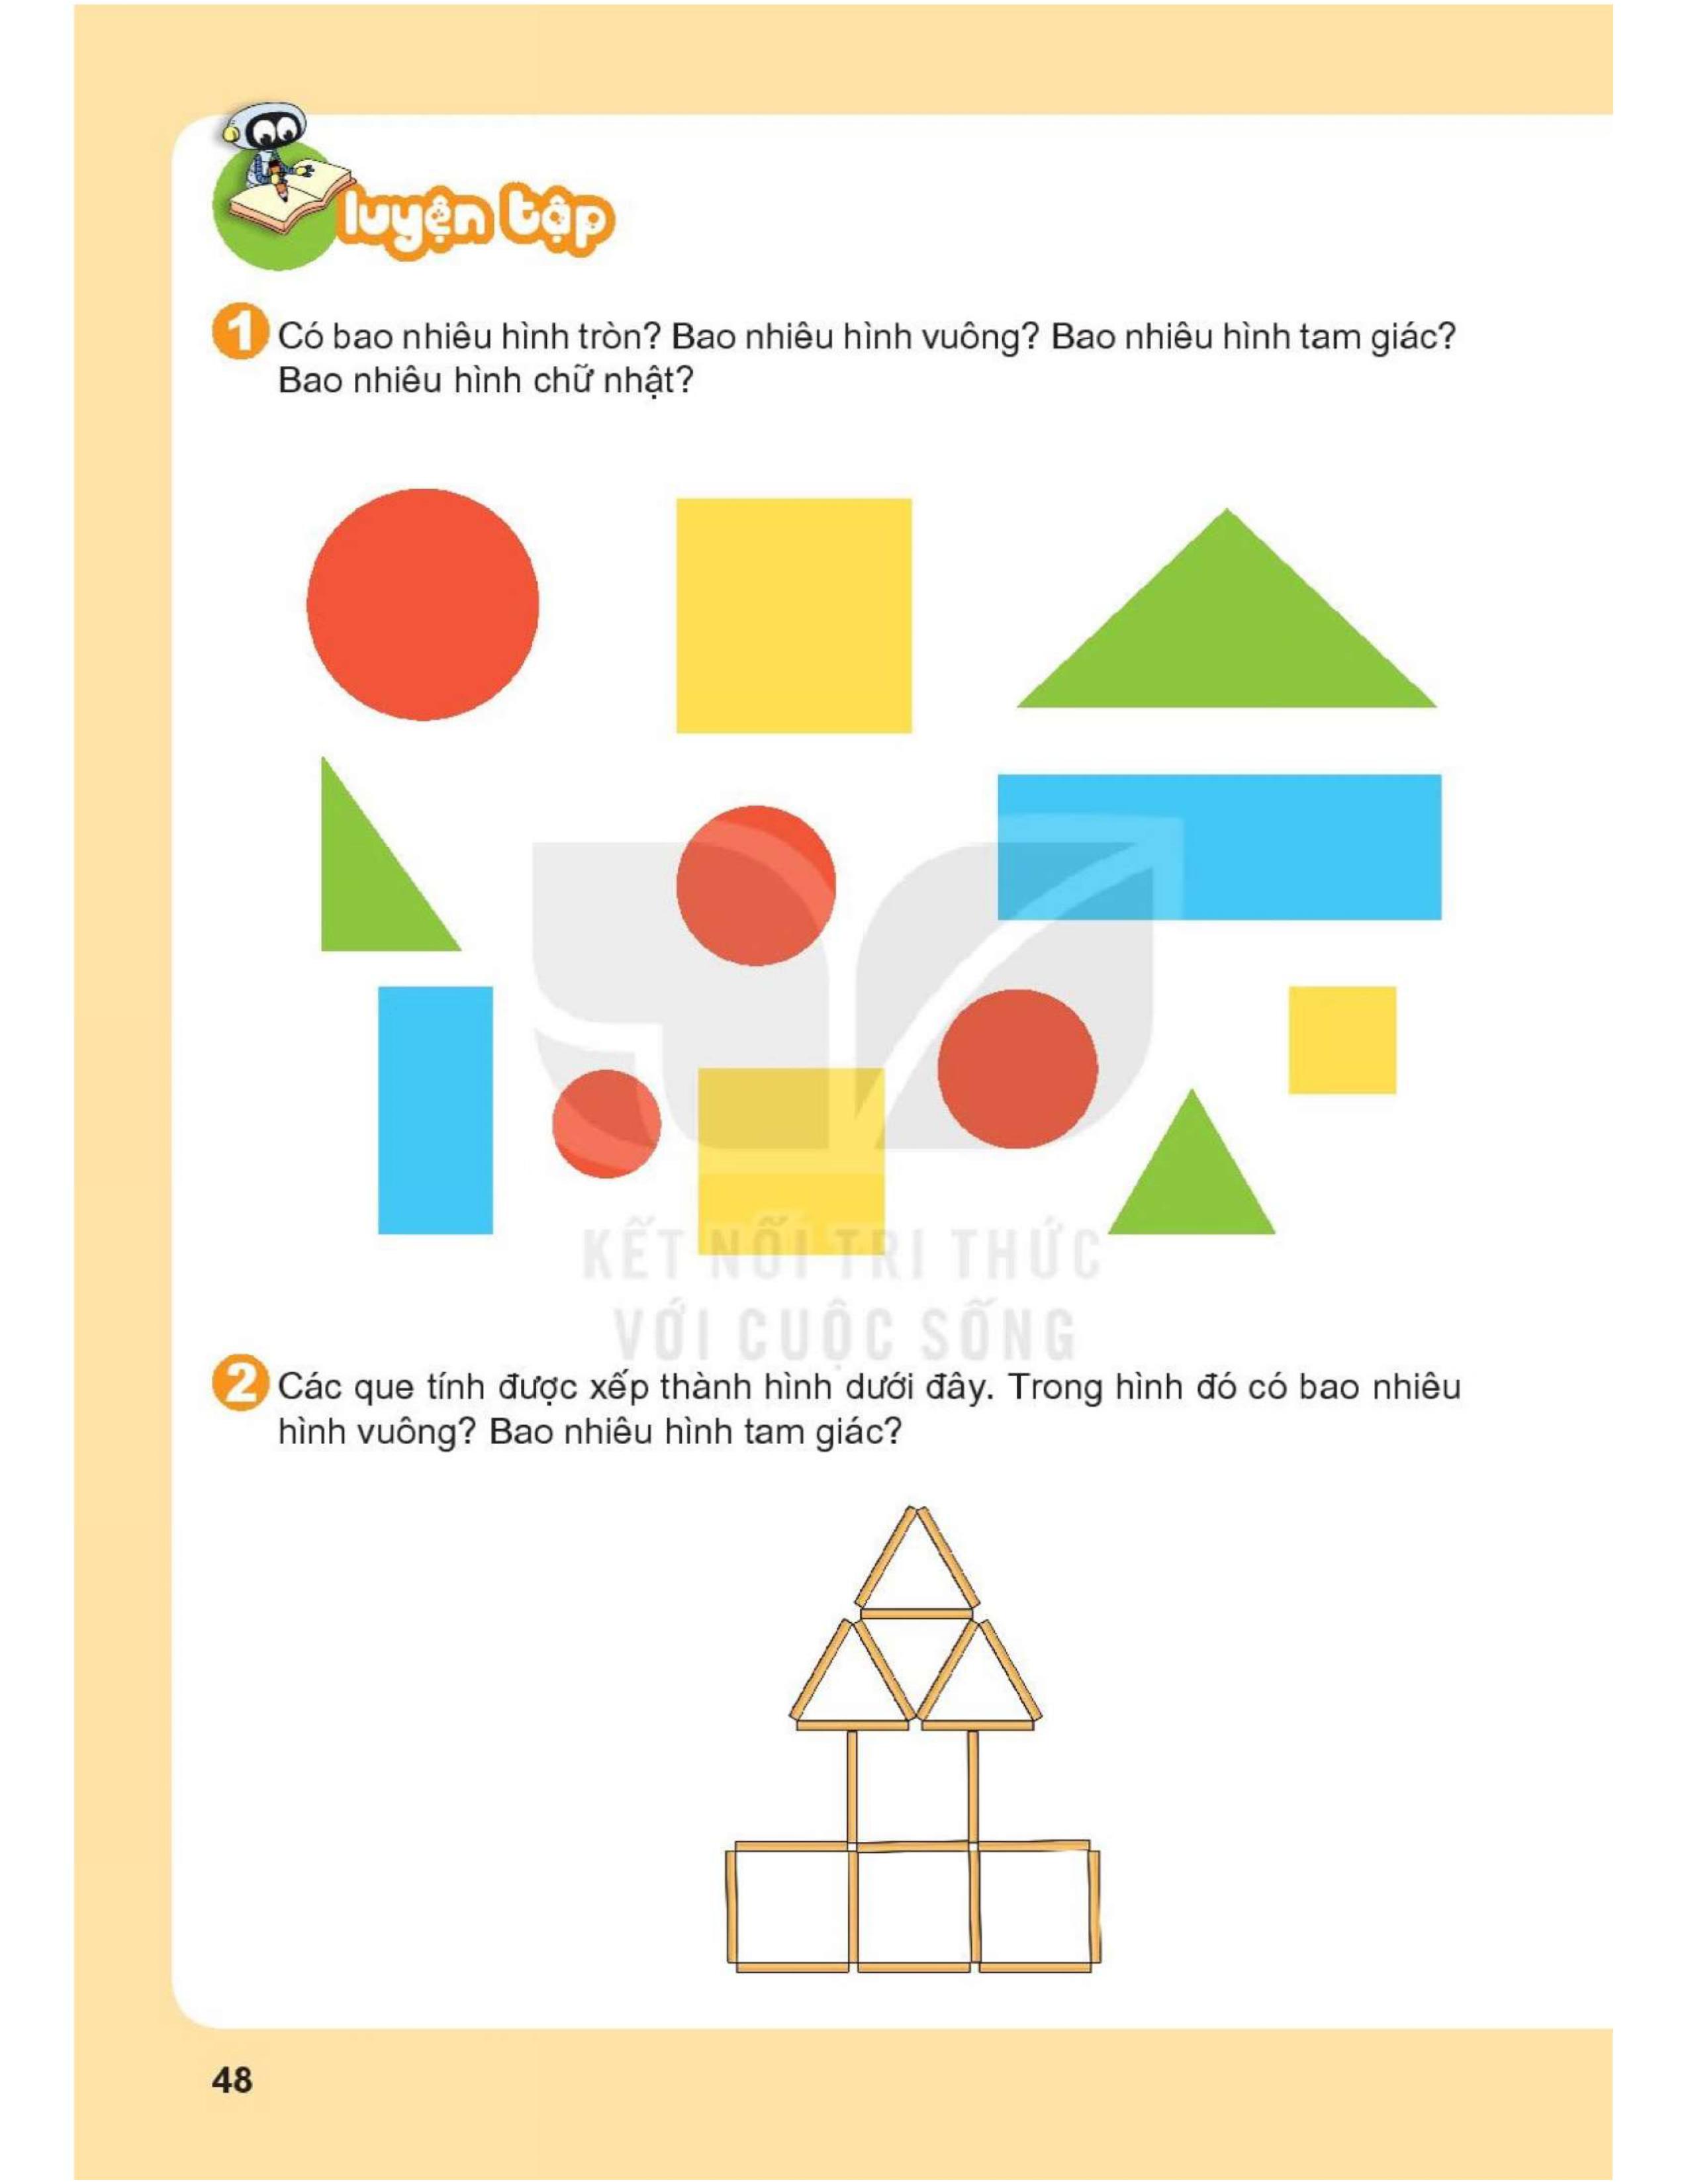 luyện tập
1 Có bao nhiêu hình tròn? Bao nhiêu hình vuông? Bao nhiêu hình tam giác?
Bao nhiêu hình chữ nhật?
KẾT NỐI TRI THỨC
VỚI CUỘC SỐNG
2 Các que tính được xếp thành hình dưới đây. Trong hình đó có bao nhiêu
hình vuông? Bao nhiêu hình tam giác?
48